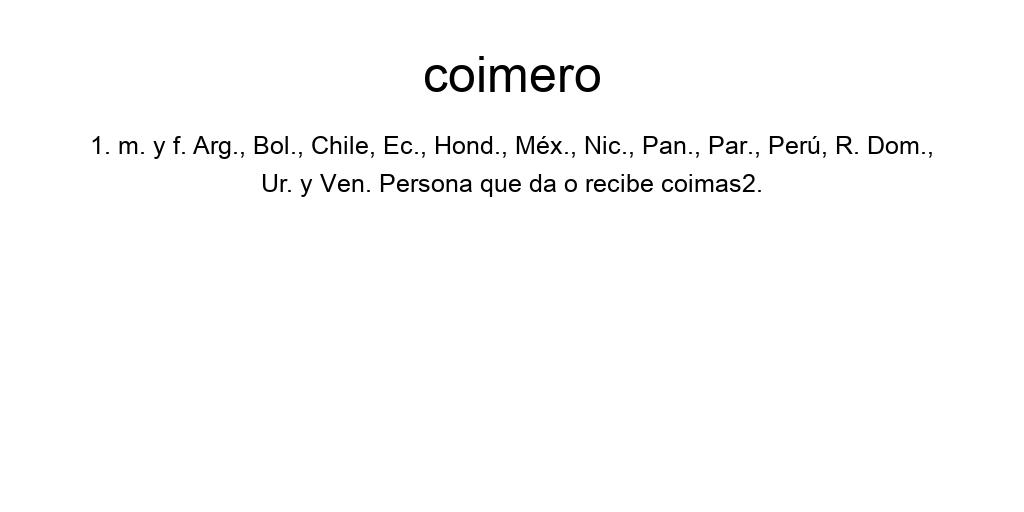 coimero
1. m. y f. Arg., Bol., Chile, Ec., Hond., Méx., Nic., Pan., Par., Perú, R. Dom.,
Ur. y Ven. Persona que da o recibe coimas2.